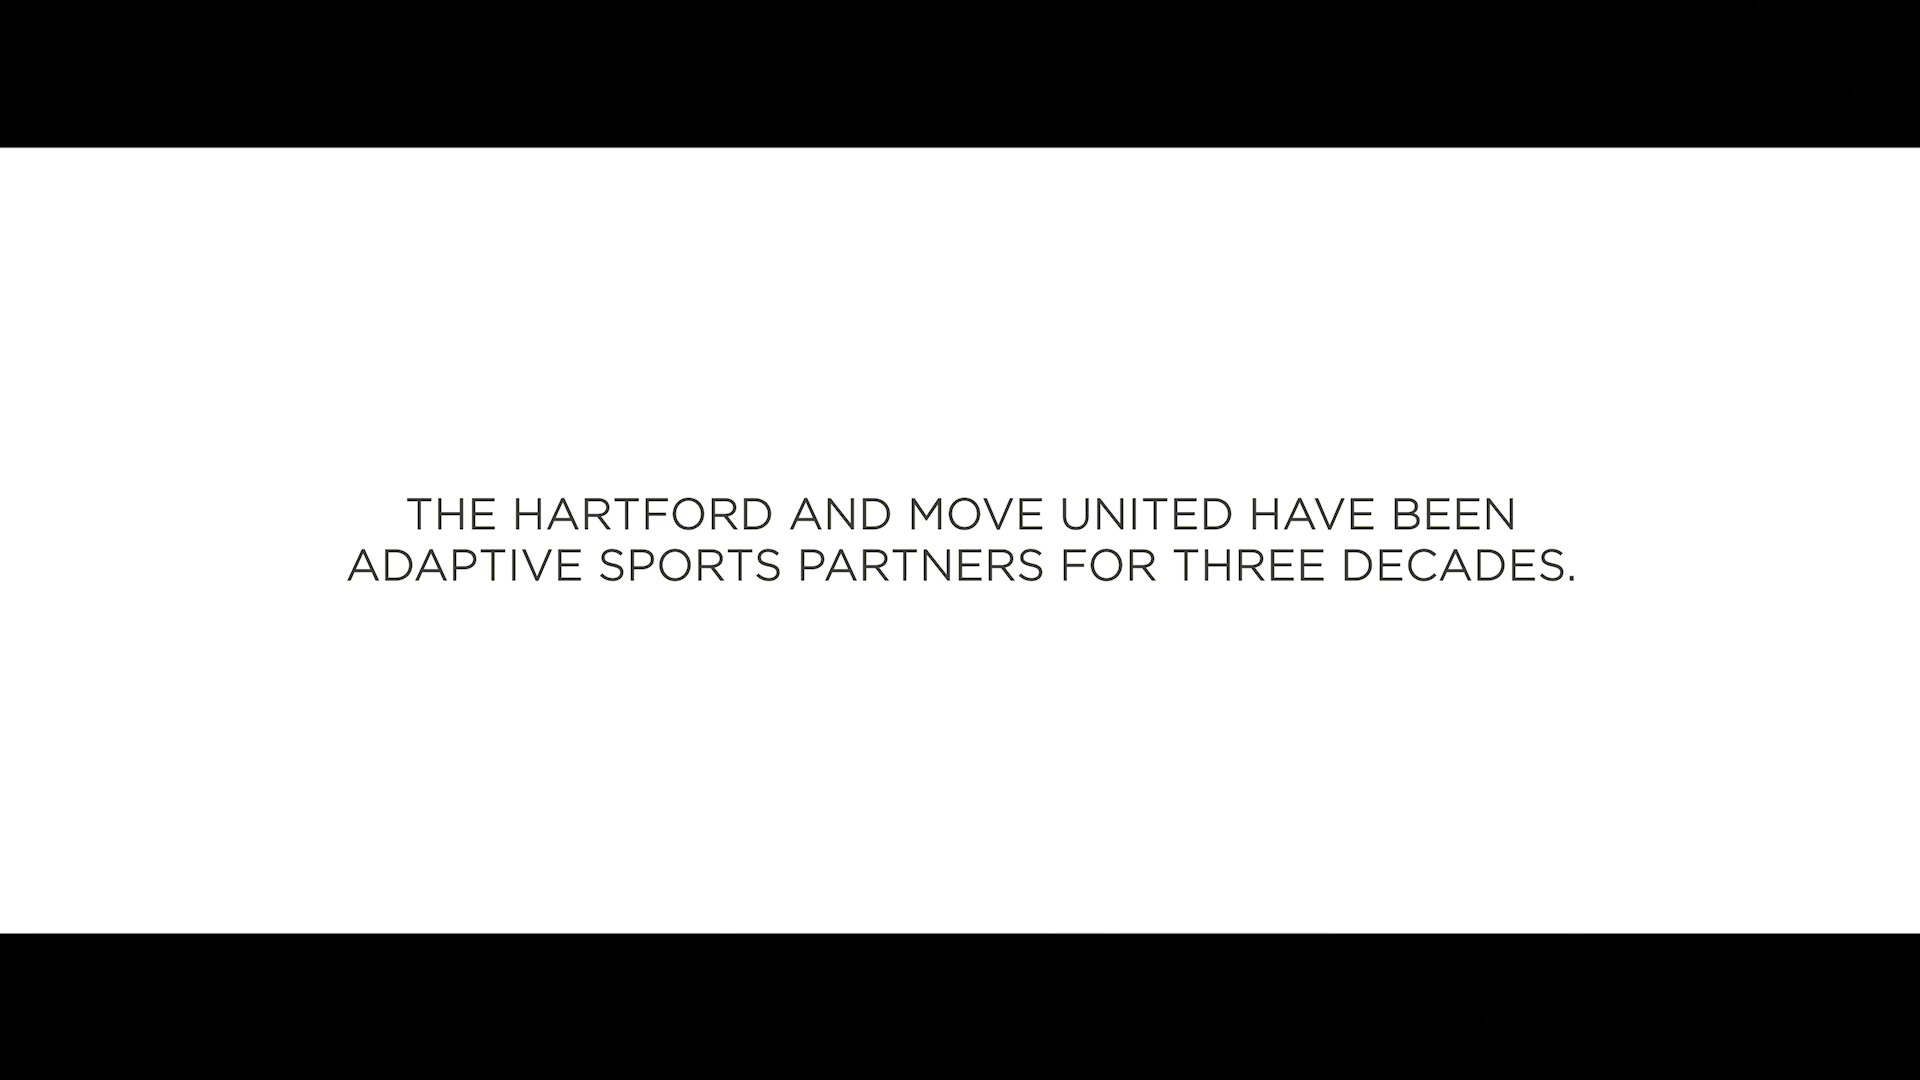 THE HARTFORD AND MOVE UNITED HAVE BEEN
ADAPTIVE SPORTS PARTNERS FOR THREE DECADES.